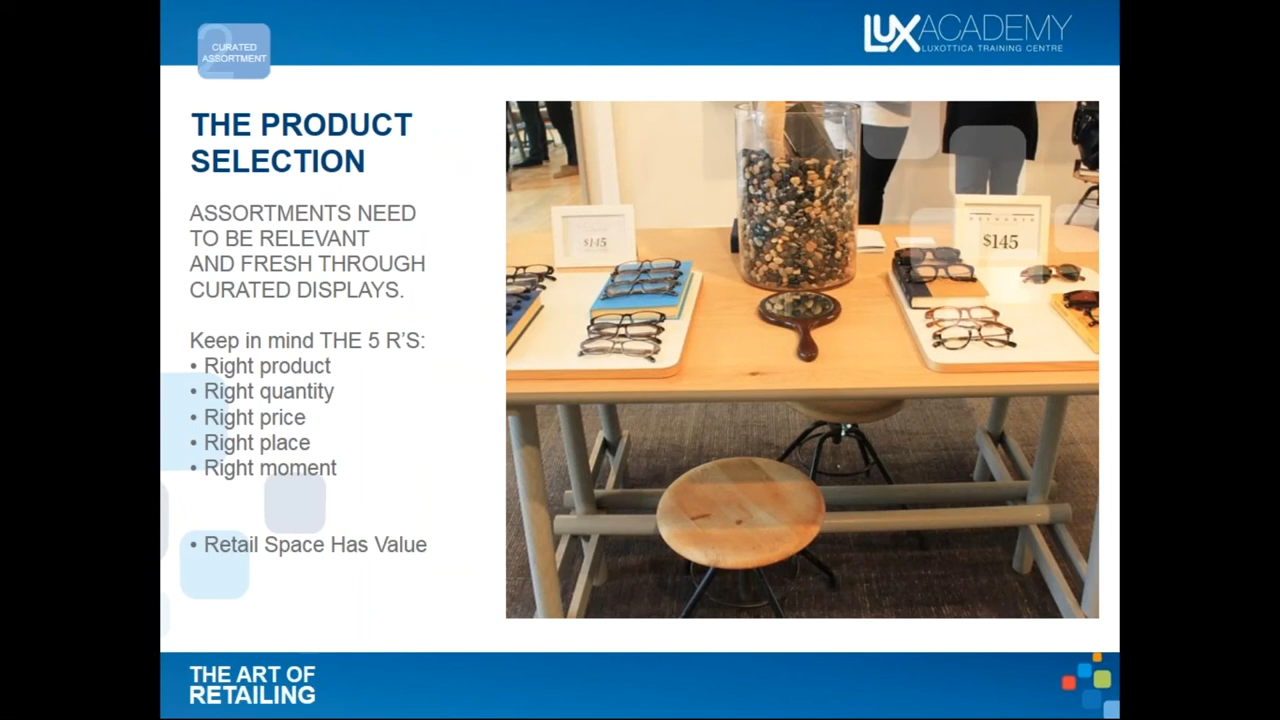 2
CURATED
ASSORTMENT
LUXACADEMY
LUXOTTICA TRAINING CENTRE
THE PRODUCT
SELECTION
ASSORTMENTS NEED
TO BE RELEVANT
AND FRESH THROUGH
CURATED DISPLAYS.
Keep in mind THE 5 R'S:
• Right product
• Right quantity
• Right price
• Right place
• Right moment
• Retail Space Has Value
$145
$145
THE ART OF
RETAILING